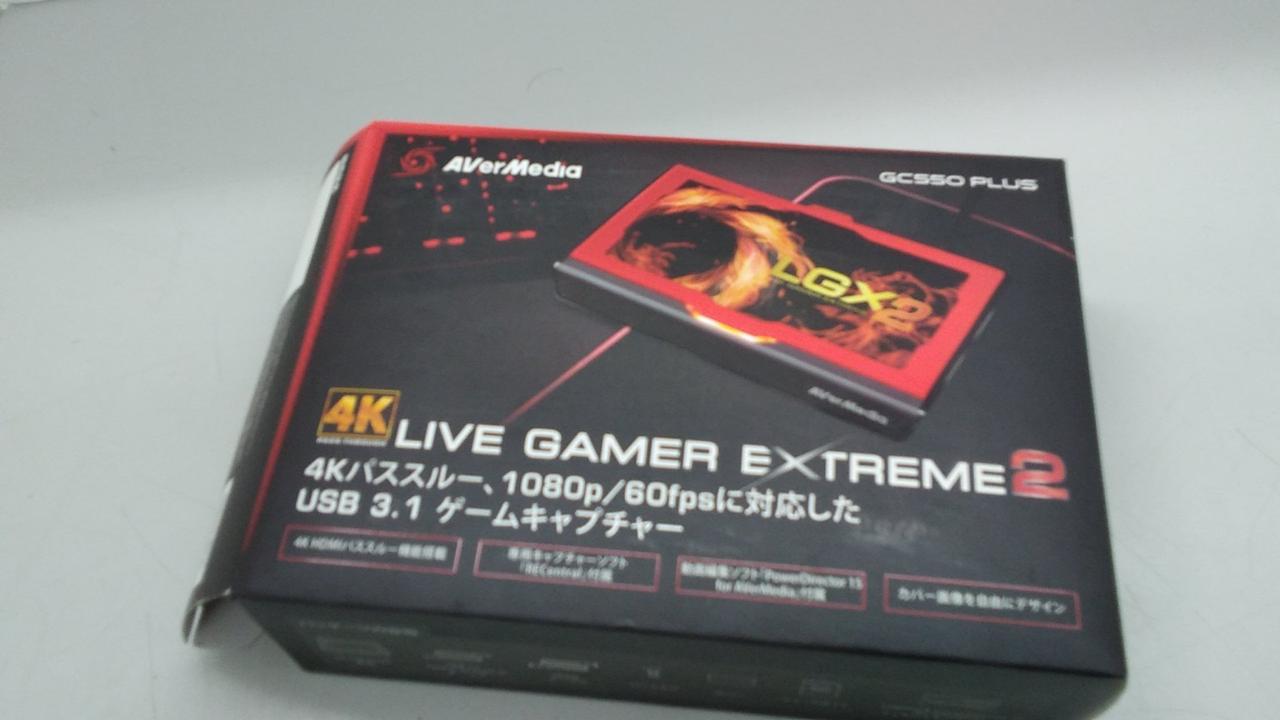 AVerMedia
GC550 PLUS
LGX2
AVerMedia
4K
LIVE GAMER EXTREME 2
4Kパススルー、1080p/60fpsに対応した
USB 3.1 ゲームキャプチャー
4K HDMIパススルー機能搭載
専用キャプチャーソフト
「RECentral」付属
動画編集ソフト「PowerDirector 15
for AVerMedia」付属
カバー画像を自由にデザイン